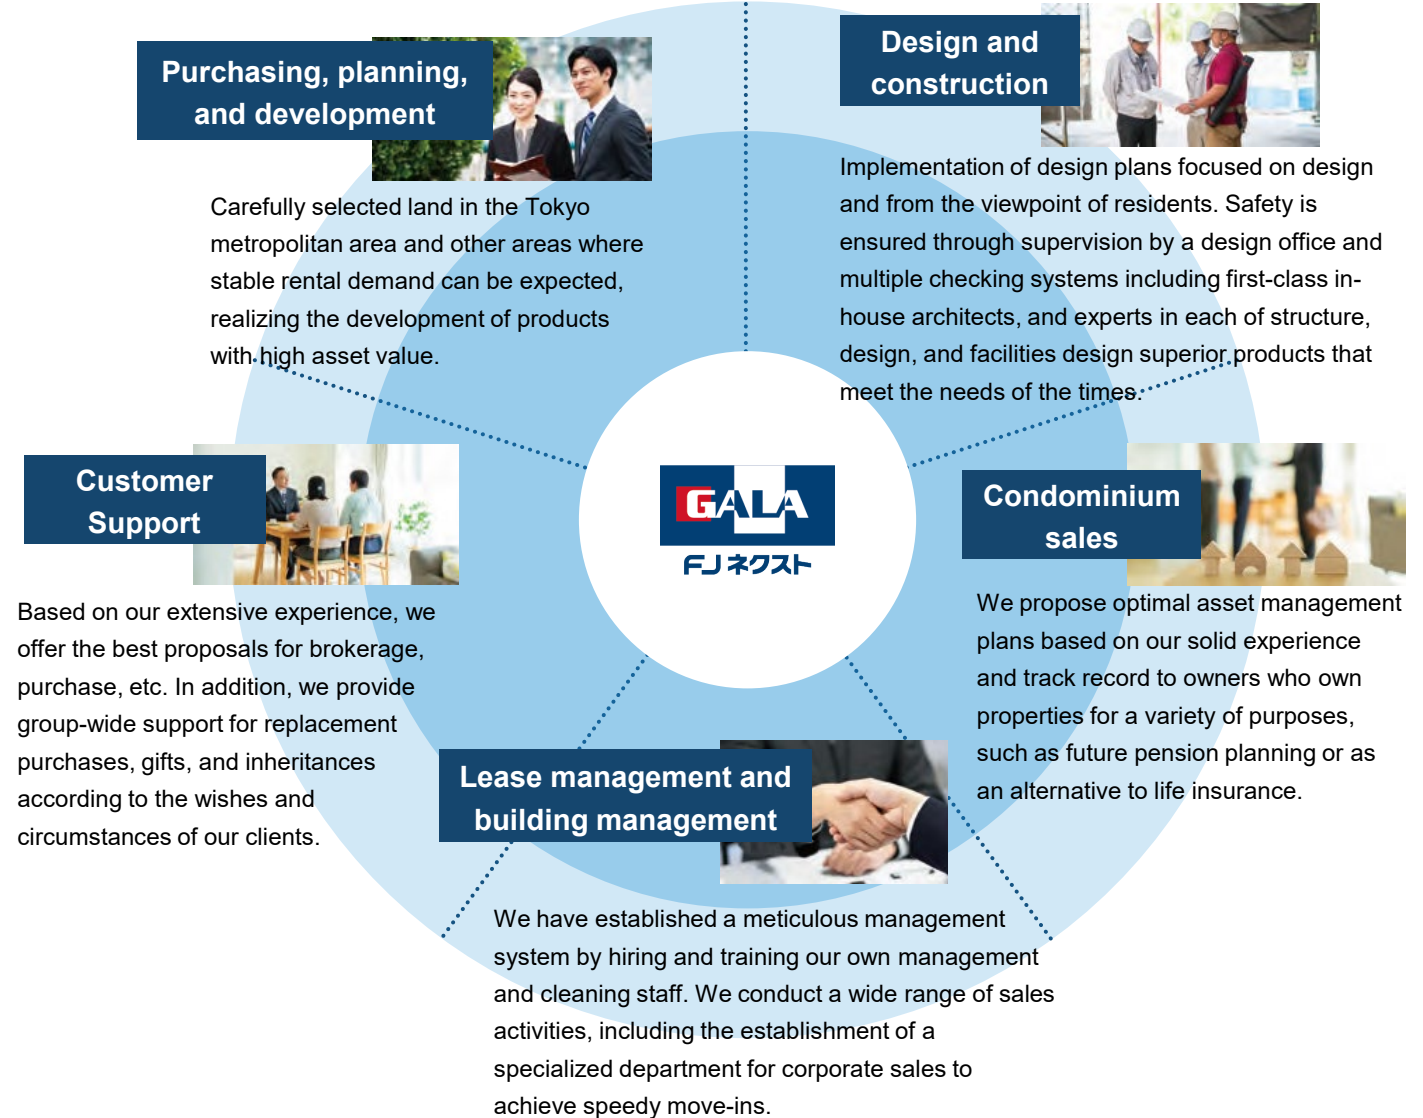 Purchasing, planning,
and development
Carefully selected land in the Tokyo
metropolitan area and other areas where
stable rental demand can be expected,
realizing the development of products
with high asset value.
Design and
construction
Implementation of design plans focused on design
and from the viewpoint of residents. Safety is
ensured through supervision by a design office and
multiple checking systems including first-class in-
house architects, and experts in each of structure,
design, and facilities design superior products that
meet the needs of the times.
Customer
Support
Based on our extensive experience, we
offer the best proposals for brokerage,
purchase, etc. In addition, we provide
group-wide support for replacement
purchases, gifts, and inheritances
according to the wishes and
circumstances of our clients.
GALA
FJネクスト
Condominium
sales
We propose optimal asset management
plans based on our solid experience
and track record to owners who own
properties for a variety of purposes,
such as future pension planning or as
an alternative to life insurance.
Lease management and
building management
We have established a meticulous management
system by hiring and training our own management
and cleaning staff. We conduct a wide range of sales
activities, including the establishment of a
specialized department for corporate sales to
achieve speedy move-ins.